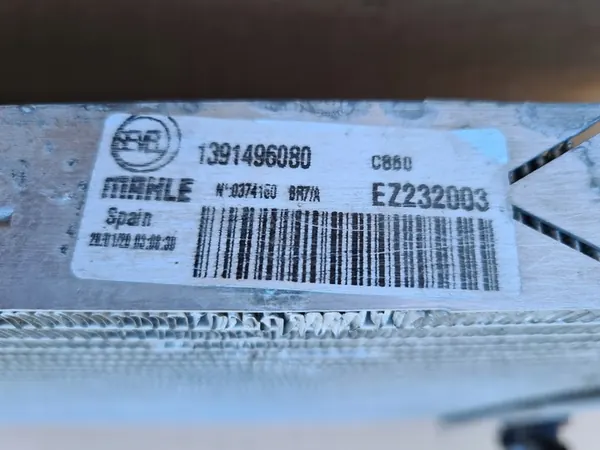 BEHR
1391496080 C860
MAHLE N°:0374160 BR7/A EZ232003
Spain